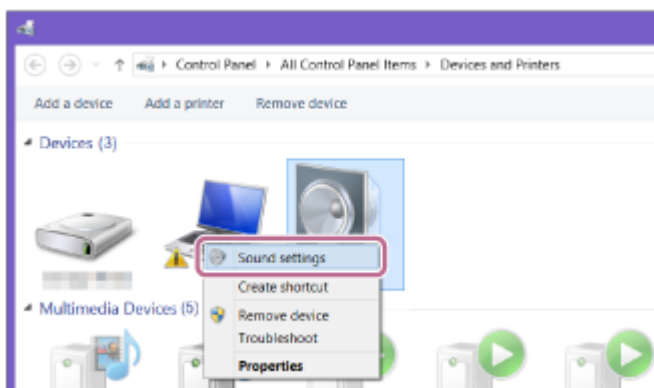 Control Panel All Control Panel Items Devices and Printers
Add a device Add a printer Remove device
Devices (3)
Sound settings
Create shortcut
Multimedia Devices (5)
Remove device
Troubleshoot
Properties